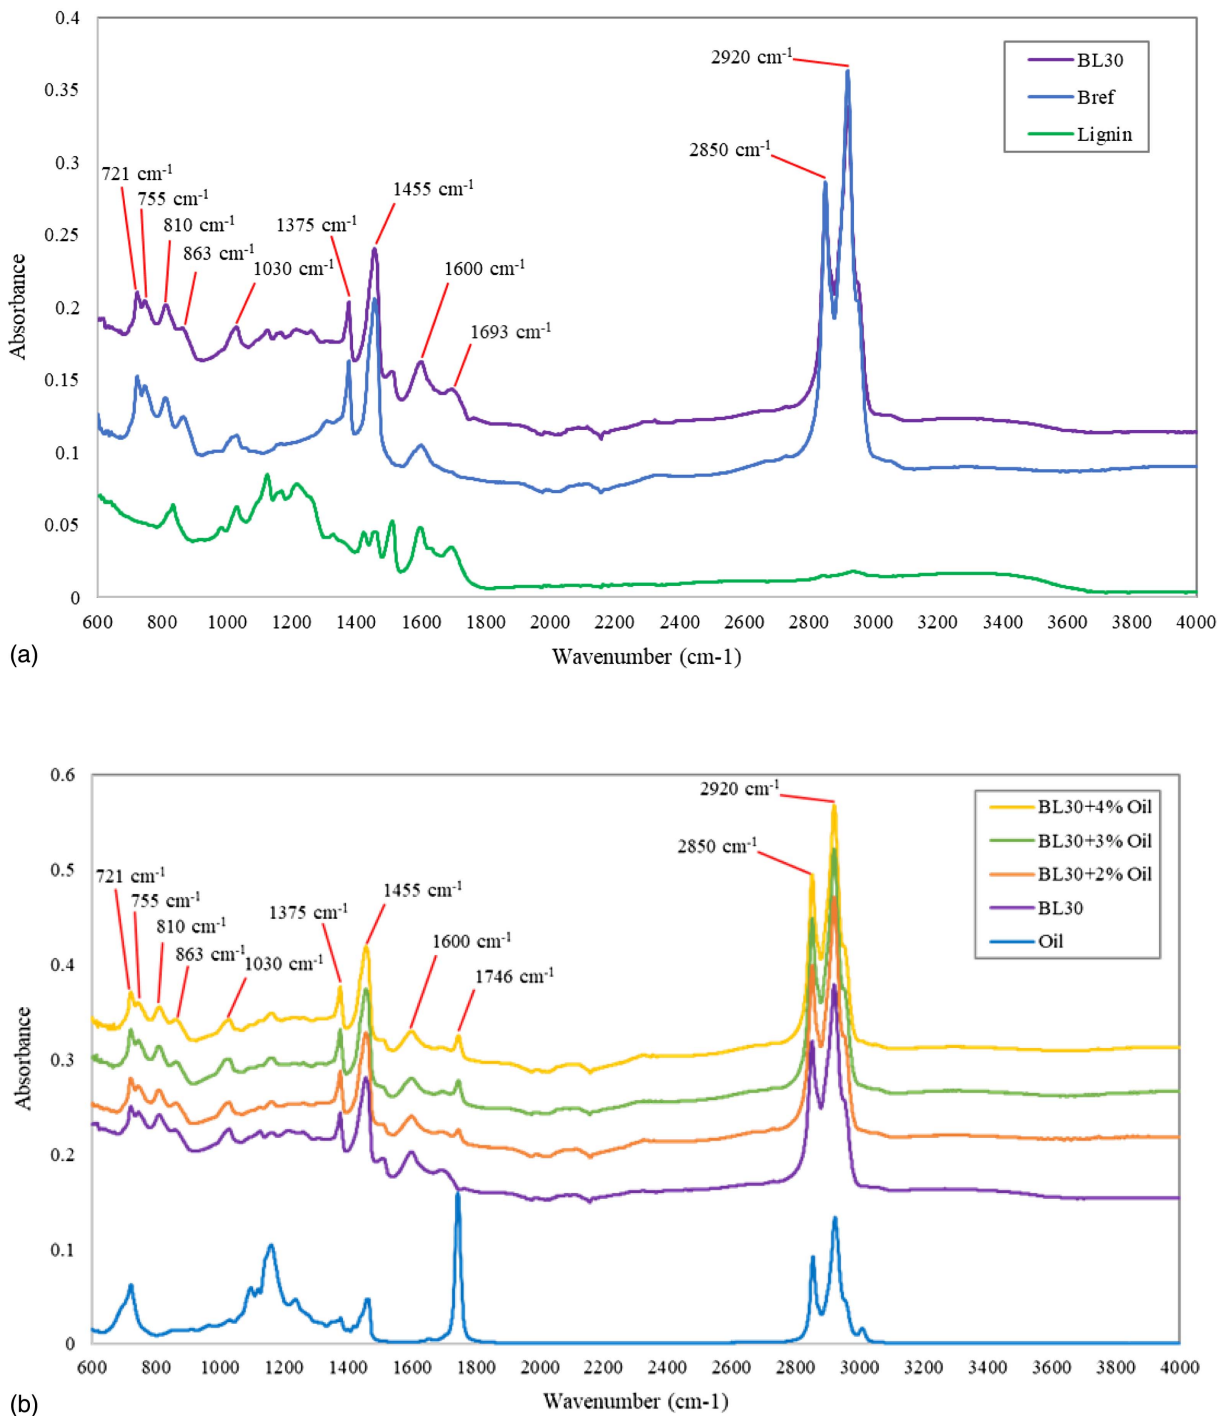 0.4
0.35
0.3
0.25
0.2
0.15
0.1
0.05
0
Absorbance
2920 cm-1
2850 cm-1
721 cm-1
755 cm-1
810 cm-1
863 cm-1
1030 cm-1
1375 cm-1
1455 cm-1
1600 cm-1
1693 cm-1
BL30
Bref
Lignin
600 800 1000 1200 1400 1600 1800 2000 2200 2400 2600 2800 3000 3200 3400 3600 3800 4000
Wavenumber (cm-1)
(a)
0.6
0.5
0.4
0.3
0.2
0.1
0
Absorbance
2920 cm-1
2850 cm-1
721 cm-1
755 cm-1
810 cm-1
863 cm-1
1030 cm-1
1375 cm-1
1455 cm-1
1600 cm-1
1746 cm-1
BL30+4% Oil
BL30+3% Oil
BL30+2% Oil
BL30
Oil
600 800 1000 1200 1400 1600 1800 2000 2200 2400 2600 2800 3000 3200 3400 3600 3800 4000
Wavenumber (cm-1)
(b)